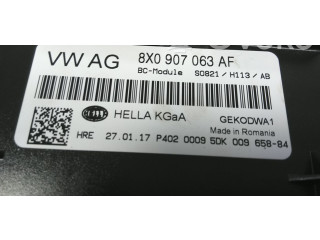 VW AG 8X0 907 063 AF
BC-Module S0821 / H113 / AB
HELLA KGaA GEKODWA1
Made in Romania
HRE 27.01.17 P402 0009 5DK 009 658-84